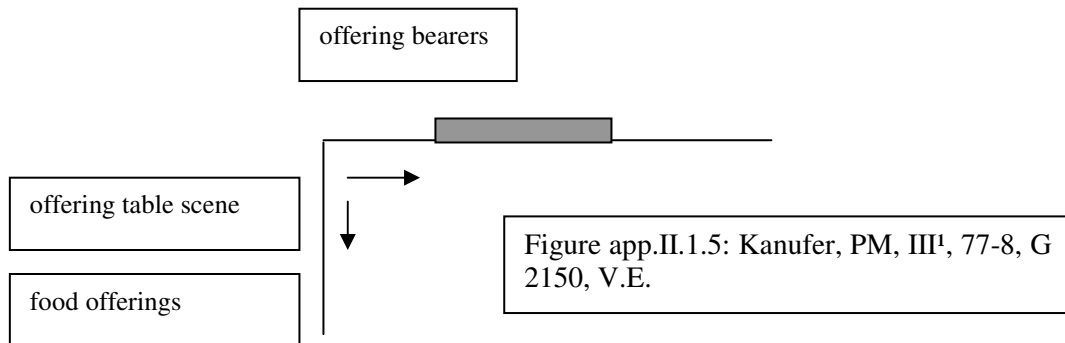 offering bearers
offering table scene
food offerings
Figure app.II.1.5: Kanufer, PM, III¹, 77-8, G
2150, V.E.